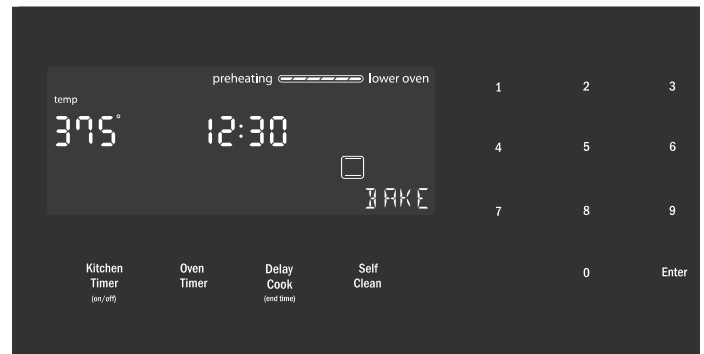 preheating lower oven
temp
375° 12:30
BAKE
1 2 3
4 5 6
7 8 9
0 Enter
Kitchen Timer (on/off)
Oven Timer
Delay Cook (end time)
Self Clean